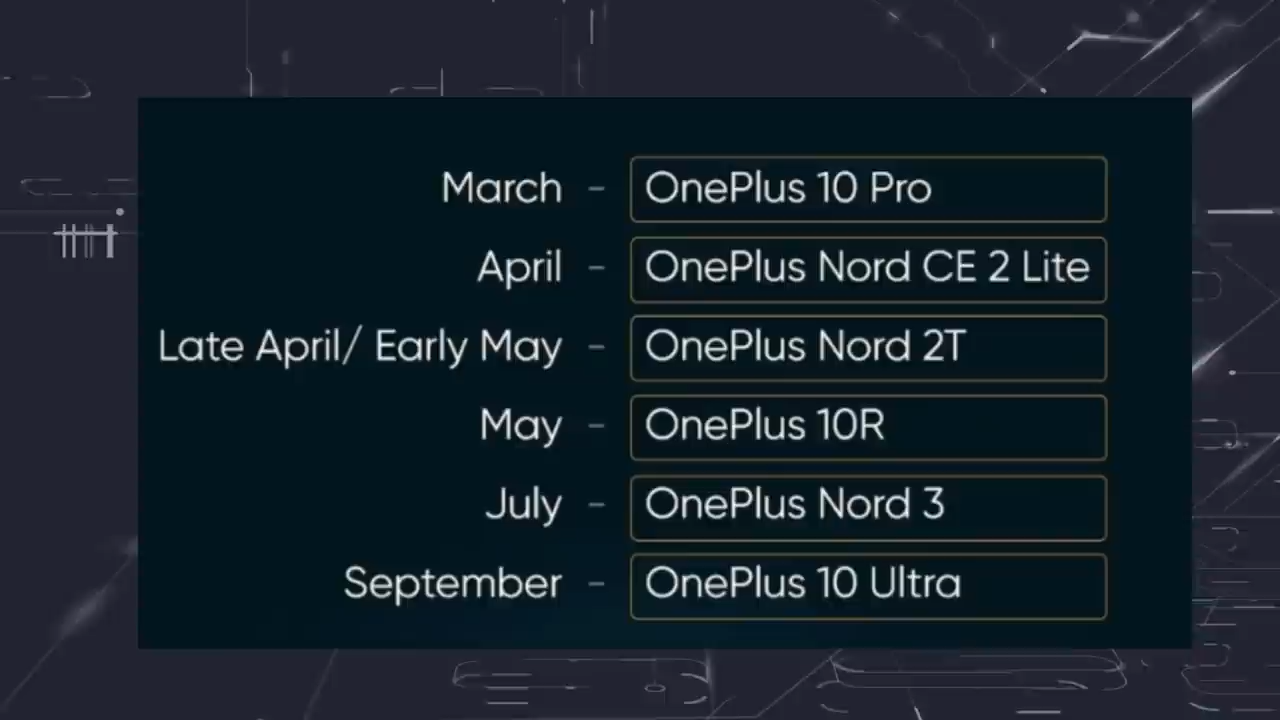 March - OnePlus 10 Pro
April - OnePlus Nord CE 2 Lite
Late April/ Early May - OnePlus Nord 2T
May - OnePlus 10R
July - OnePlus Nord 3
September - OnePlus 10 Ultra